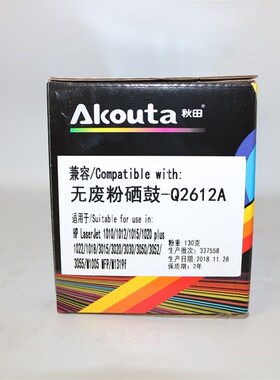 Akouta 秋田
兼容/Compatible with:
无废粉硒鼓-Q2612A
适用于/Suitable for use in:
HP LaserJet 1010/1012/1015/1020 plus
1022/1018/3015/3020/3030/3050/3052/
3055/M1005 MFP/M1319f
粉重:130克
生产批次:337558
生产日期:2018.11.28
保质期:2年